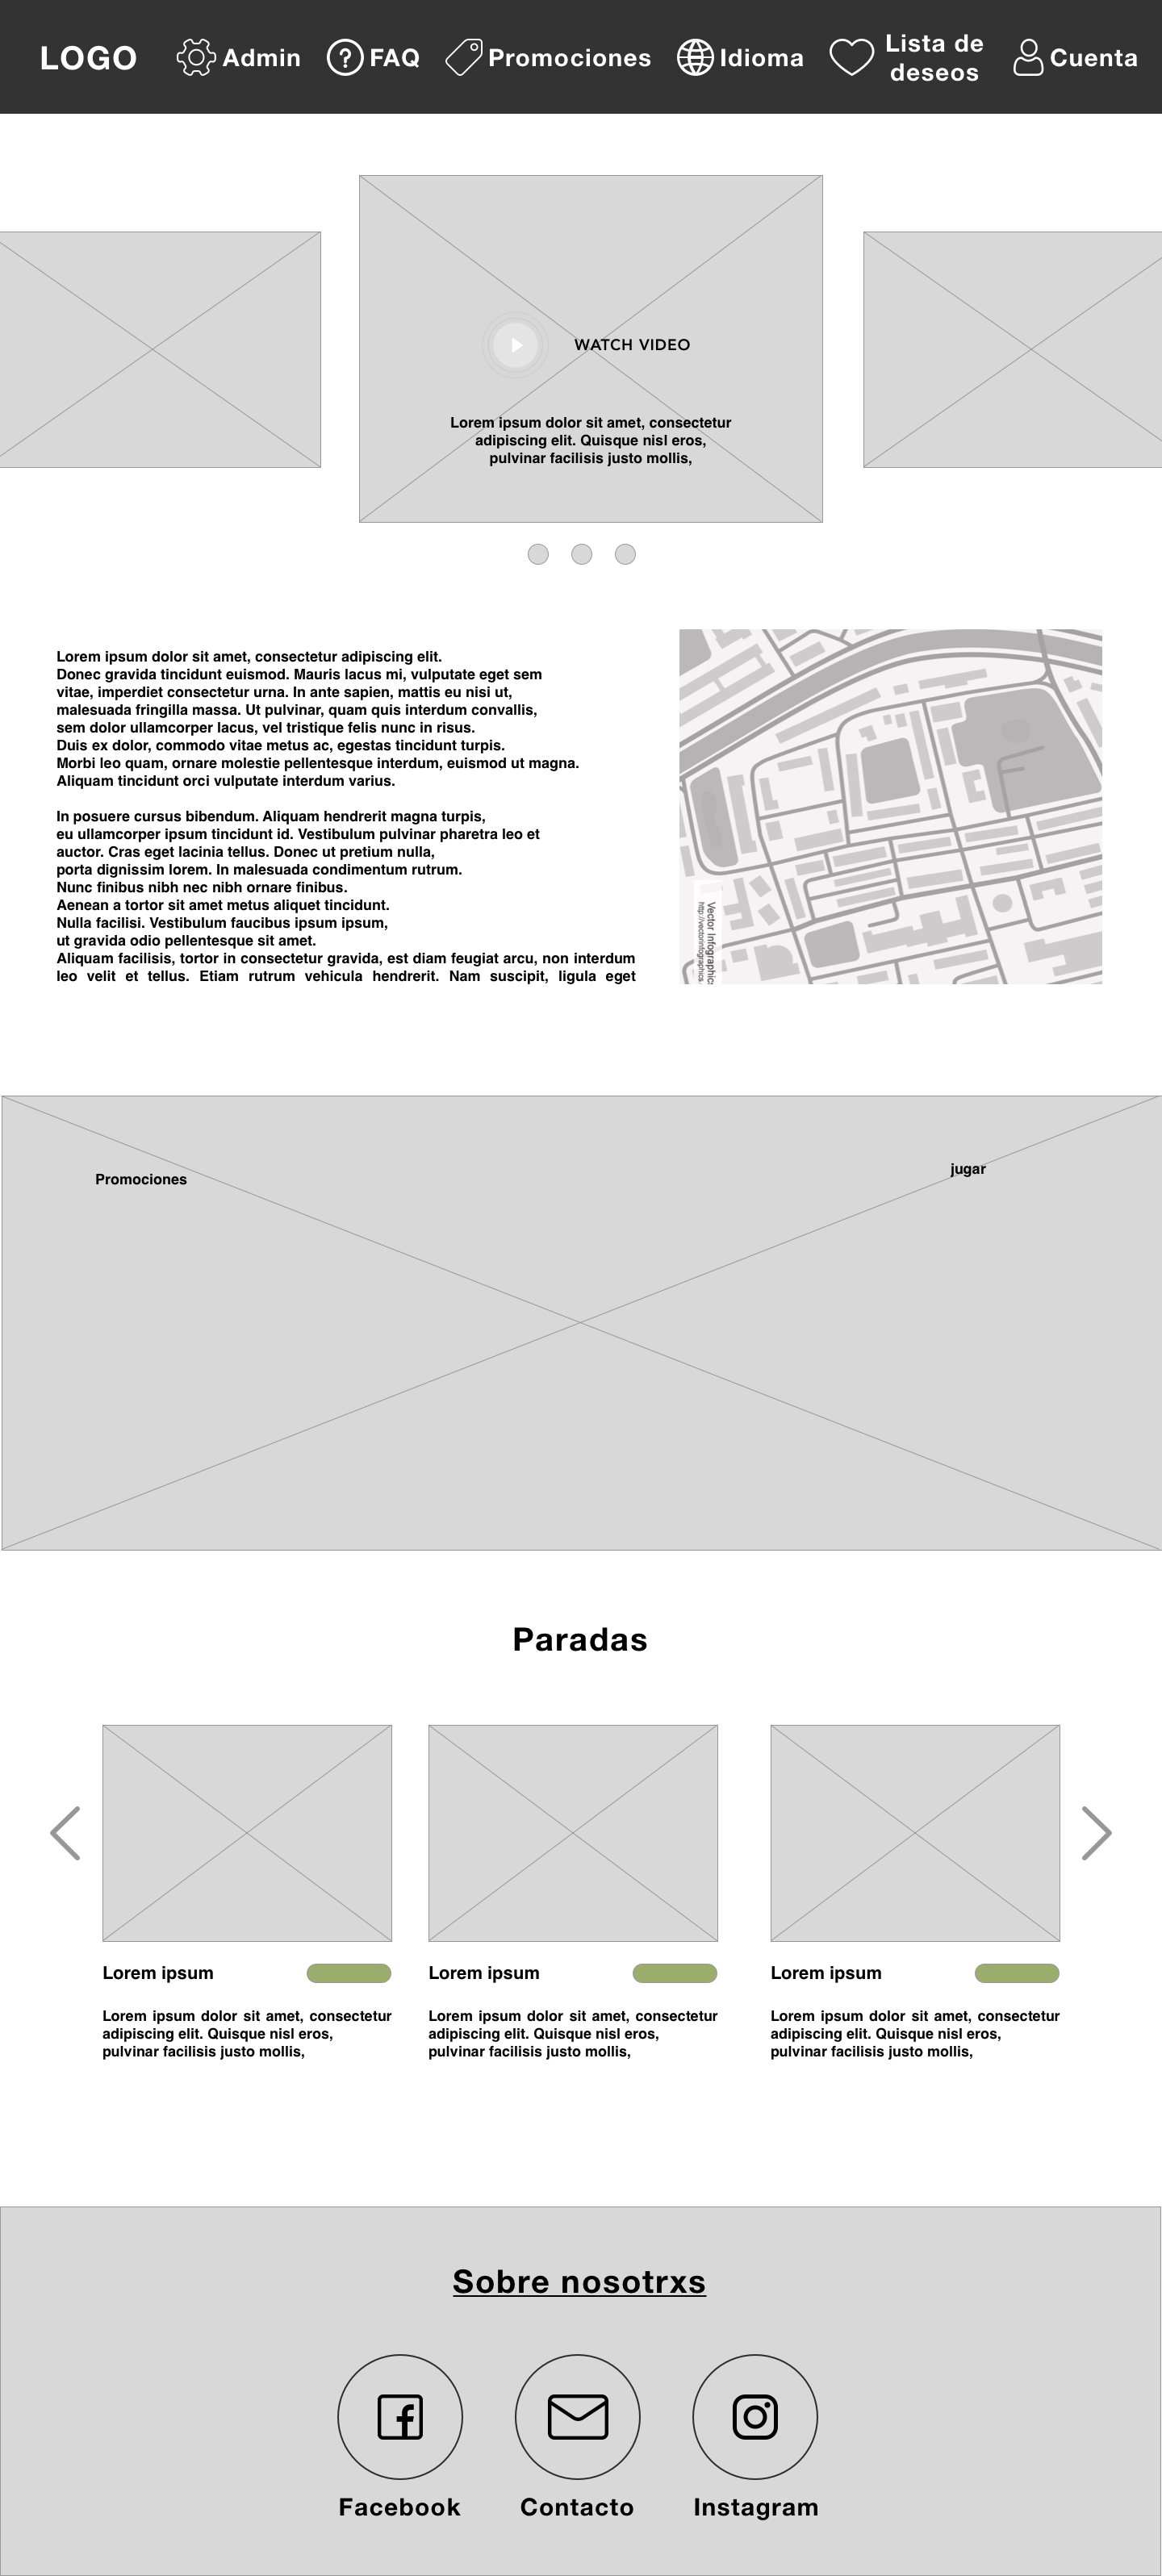 LOGO
Admin
FAQ
Promociones
Idioma
Lista de
deseos
Cuenta
WATCH VIDEO
Lorem ipsum dolor sit amet, consectetur
adipiscing elit. Quisque nisl eros,
pulvinar facilisis justo mollis,
Lorem ipsum dolor sit amet, consectetur adipiscing elit.
Donec gravida tincidunt euismod. Mauris lacus mi, vulputate eget sem
vitae, imperdiet consectetur urna. In ante sapien, mattis eu nisi ut,
malesuada fringilla massa. Ut pulvinar, quam quis interdum convallis,
sem dolor ullamcorper lacus, vel tristique felis nunc in risus.
Duis ex dolor, commodo vitae metus ac, egestas tincidunt turpis.
Morbi leo quam, ornare molestie pellentesque interdum, euismod ut magna.
Aliquam tincidunt orci vulputate interdum varius.
In posuere cursus bibendum. Aliquam hendrerit magna turpis,
eu ullamcorper ipsum tincidunt id. Vestibulum pulvinar pharetra leo et
auctor. Cras eget lacinia tellus. Donec ut pretium nulla,
porta dignissim lorem. In malesuada condimentum rutrum.
Nunc finibus nibh nec nibh ornare finibus.
Aenean a tortor sit amet metus aliquet tincidunt.
Nulla facilisi. Vestibulum faucibus ipsum ipsum,
ut gravida odio pellentesque sit amet.
Aliquam facilisis, tortor in consectetur gravida, est diam feugiat arcu, non interdum
leo velit et tellus. Etiam rutrum vehicula hendrerit. Nam suscipit, ligula eget
Vector Infographic
http://vectorinfographics
Promociones
jugar
Paradas
Lorem ipsum
Lorem ipsum dolor sit amet, consectetur
adipiscing elit. Quisque nisl eros,
pulvinar facilisis justo mollis,
Lorem ipsum
Lorem ipsum dolor sit amet, consectetur
adipiscing elit. Quisque nisl eros,
pulvinar facilisis justo mollis,
Lorem ipsum
Lorem ipsum dolor sit amet, consectetur
adipiscing elit. Quisque nisl eros,
pulvinar facilisis justo mollis,
Sobre nosotrxs
Facebook
Contacto
Instagram